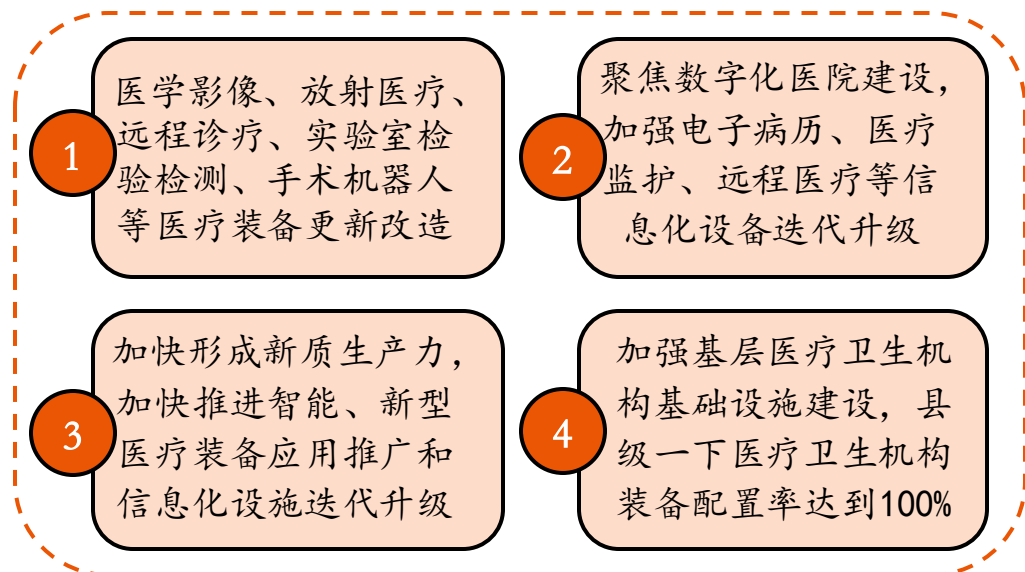 1
医学影像、放射医疗、
远程诊疗、实验室检
验检测、手术机器人
等医疗装备更新改造
2
聚焦数字化医院建设，
加强电子病历、医疗
监护、远程医疗等信
息化设备迭代升级
3
加快形成新质生产力，
加快推进智能、新型
医疗装备应用推广和
信息化设施迭代升级
4
加强基层医疗卫生机
构基础设施建设，县
级一下医疗卫生机构
装备配置率达到100%